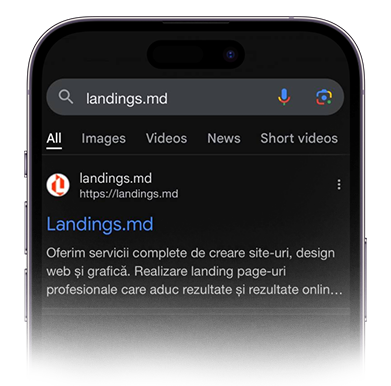 landings.md
All Images Videos News Short videos
landings.md
https://landings.md
Landings.md
Oferim servicii complete de creare site-uri, design
web și grafică. Realizare landing page-uri
profesionale care aduc rezultate și rezultate onlin...